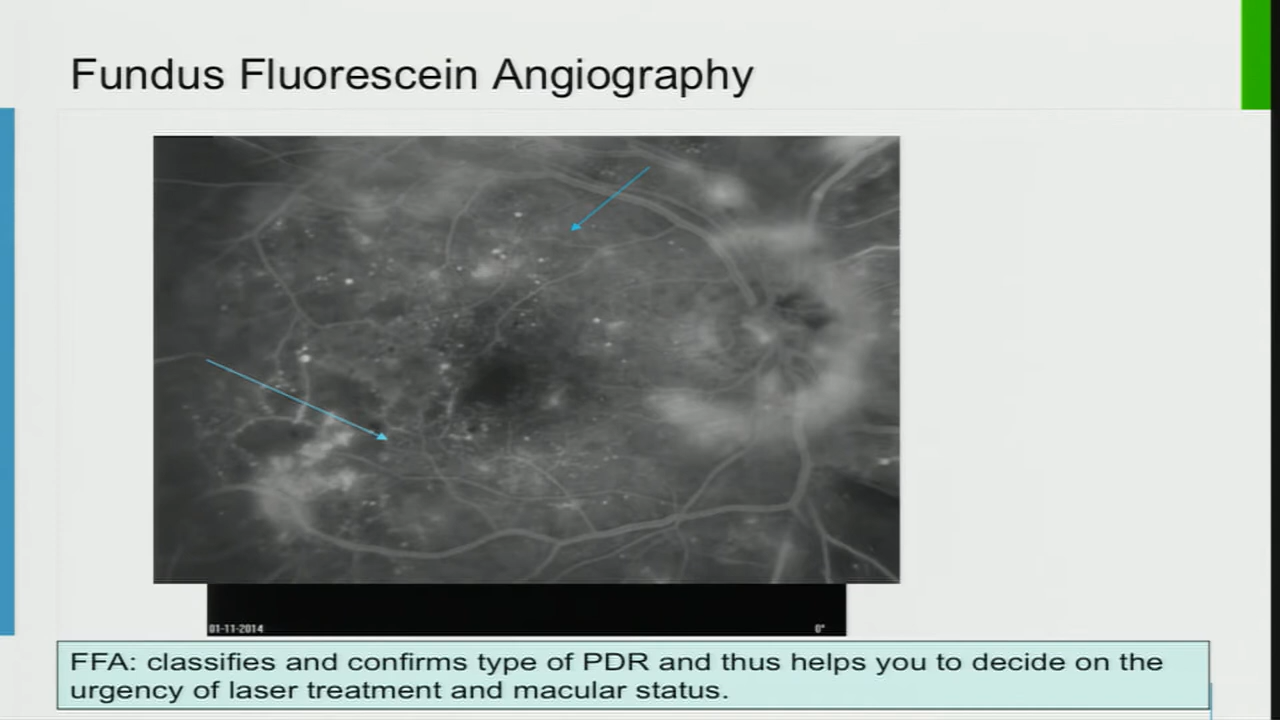 Fundus Fluorescein Angiography
01-11-2014 0°
FFA: classifies and confirms type of PDR and thus helps you to decide on the
urgency of laser treatment and macular status.